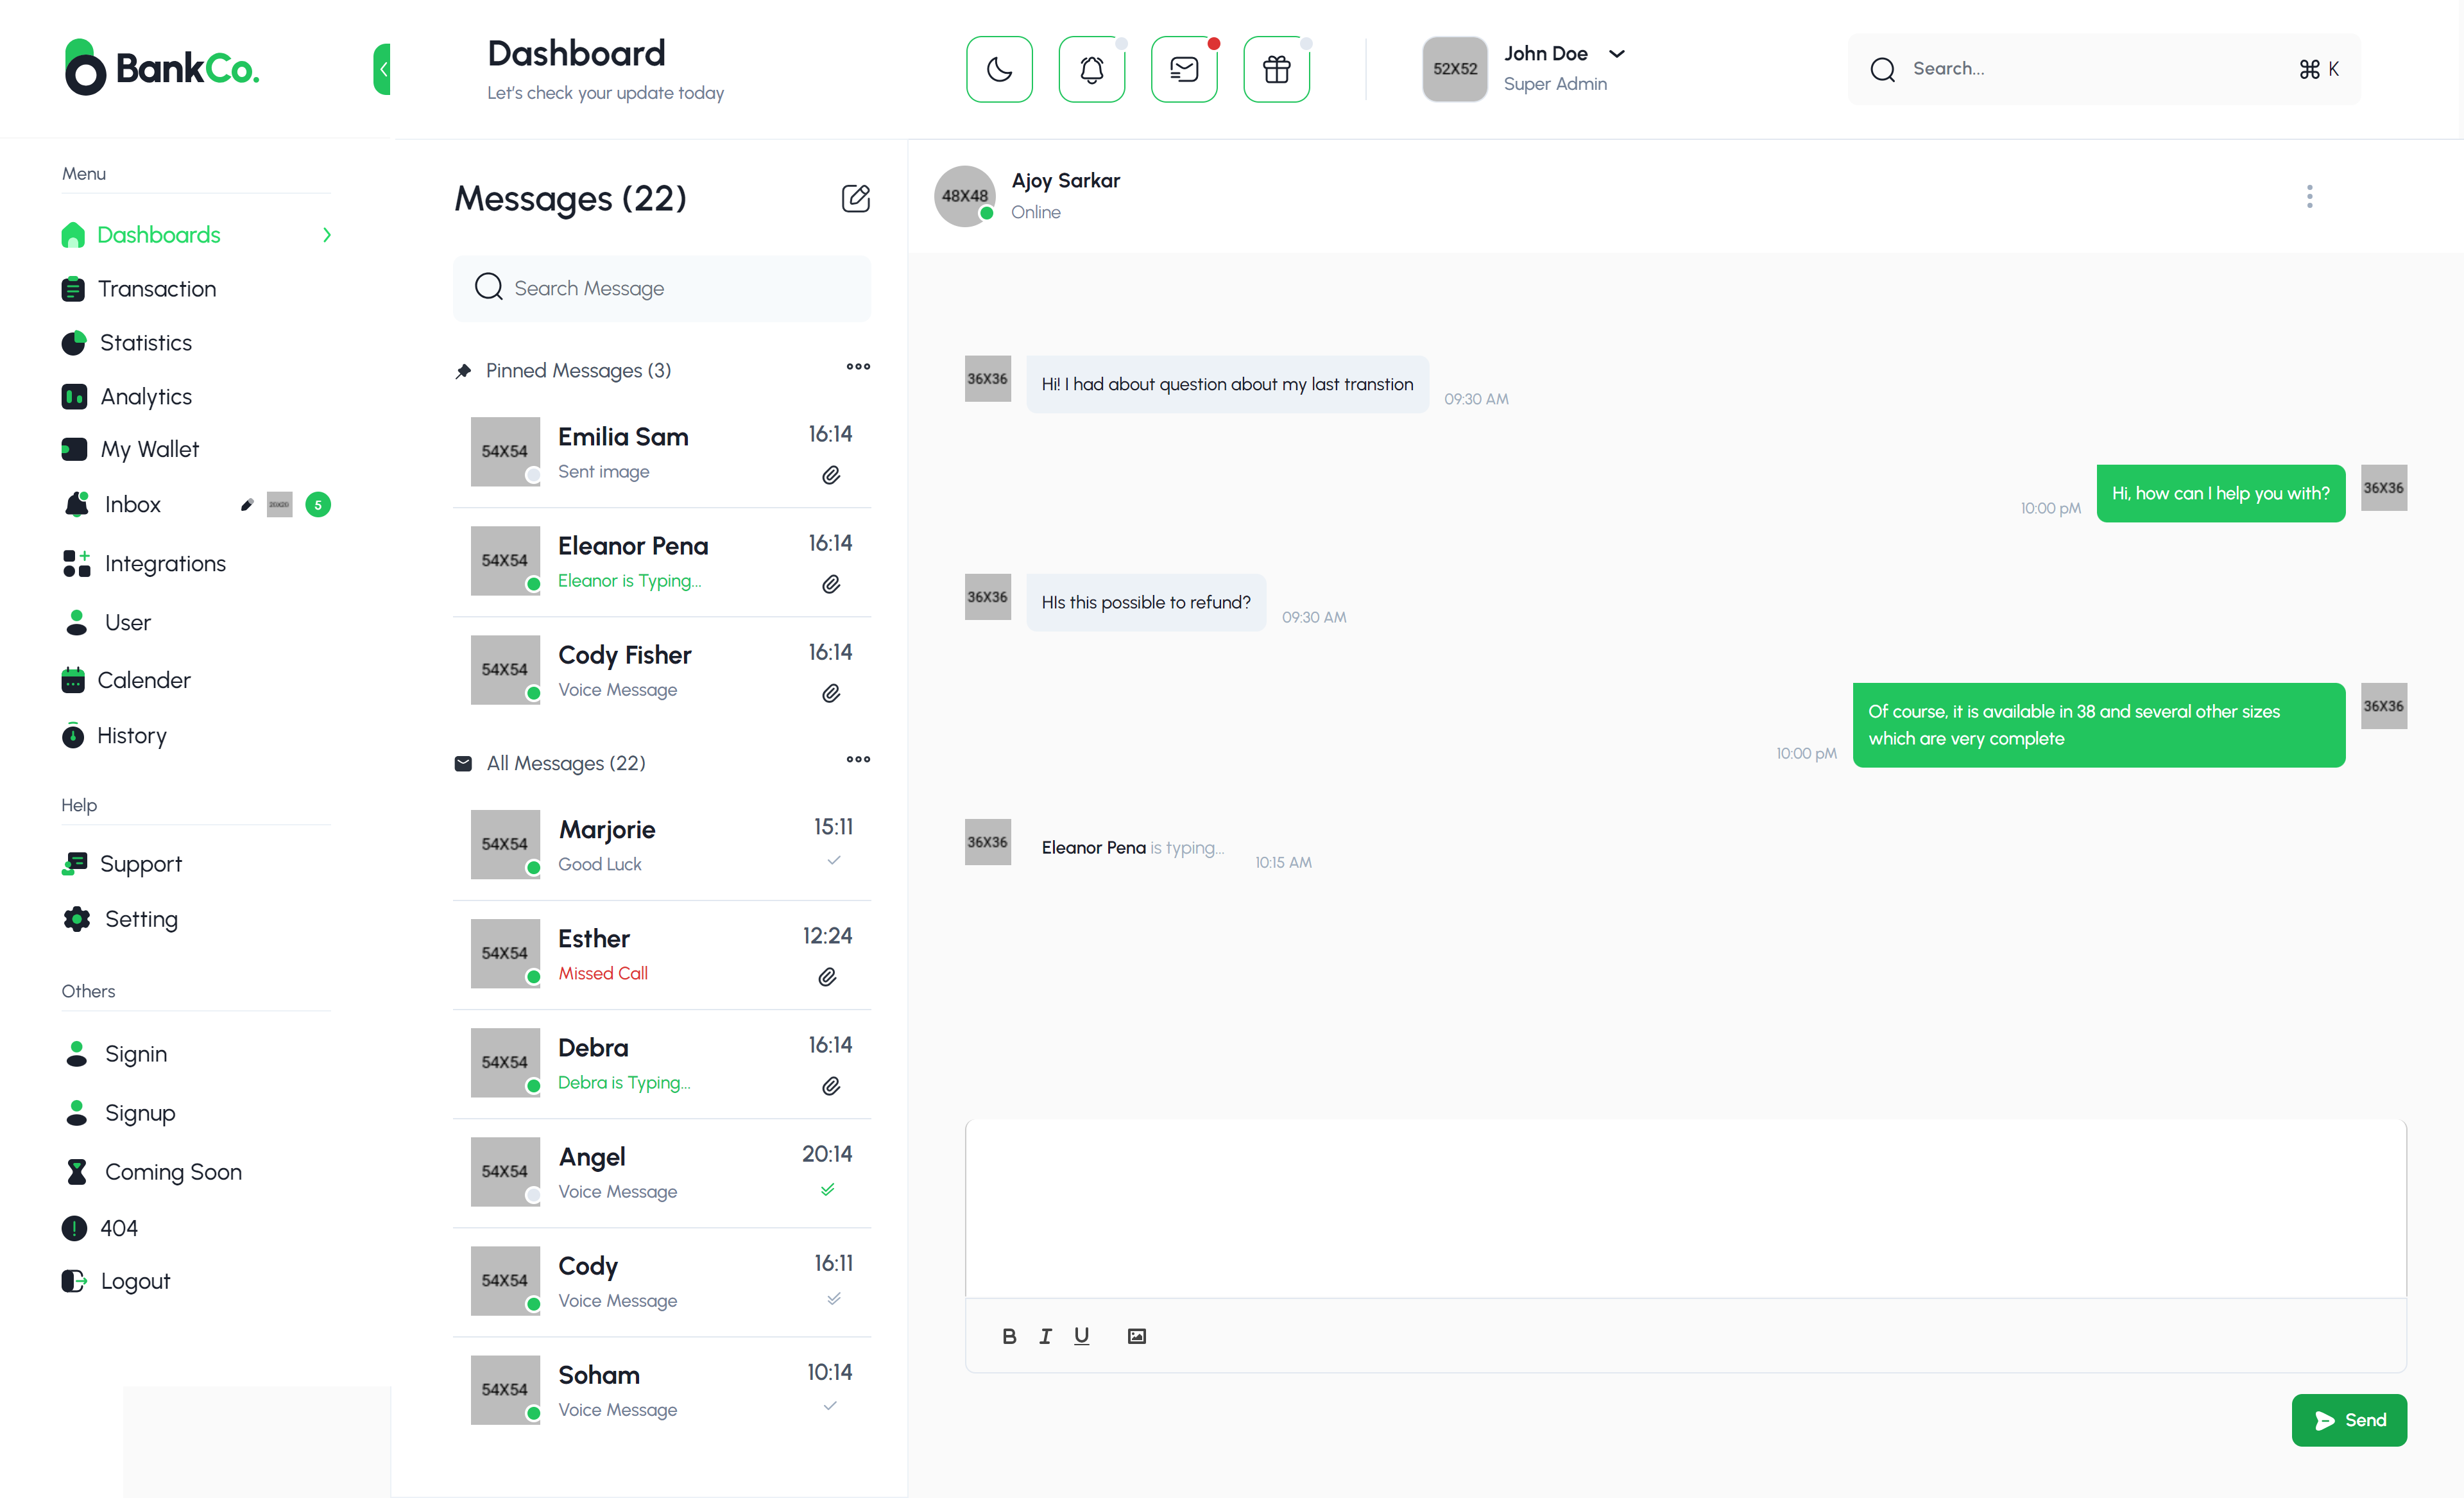 BankCo.
Dashboard
Let's check your update today
52X52
John Doe
Super Admin
Search...
⌘ K
Menu
Dashboards
Transaction
Statistics
Analytics
My Wallet
Inbox
20X20
5
Integrations
User
Calender
History
Help
Support
Setting
Others
Signin
Signup
Coming Soon
404
Logout
Messages (22)
Search Message
Pinned Messages (3)
54X54
Emilia Sam
16:14
Sent image
54X54
Eleanor Pena
16:14
Eleanor is Typing...
54X54
Cody Fisher
16:14
Voice Message
All Messages (22)
54X54
Marjorie
15:11
Good Luck
54X54
Esther
12:24
Missed Call
54X54
Debra
16:14
Debra is Typing...
54X54
Angel
20:14
Voice Message
54X54
Cody
16:11
Voice Message
54X54
Soham
10:14
Voice Message
48X48
Ajoy Sarkar
Online
36X36
Hi! I had about question about my last transtion
09:30 AM
10:00 pM
Hi, how can I help you with?
36X36
36X36
HIs this possible to refund?
09:30 AM
Of course, it is available in 38 and several other sizes
which are very complete
10:00 pM
36X36
36X36
Eleanor Pena is typing...
10:15 AM
B I U
Send